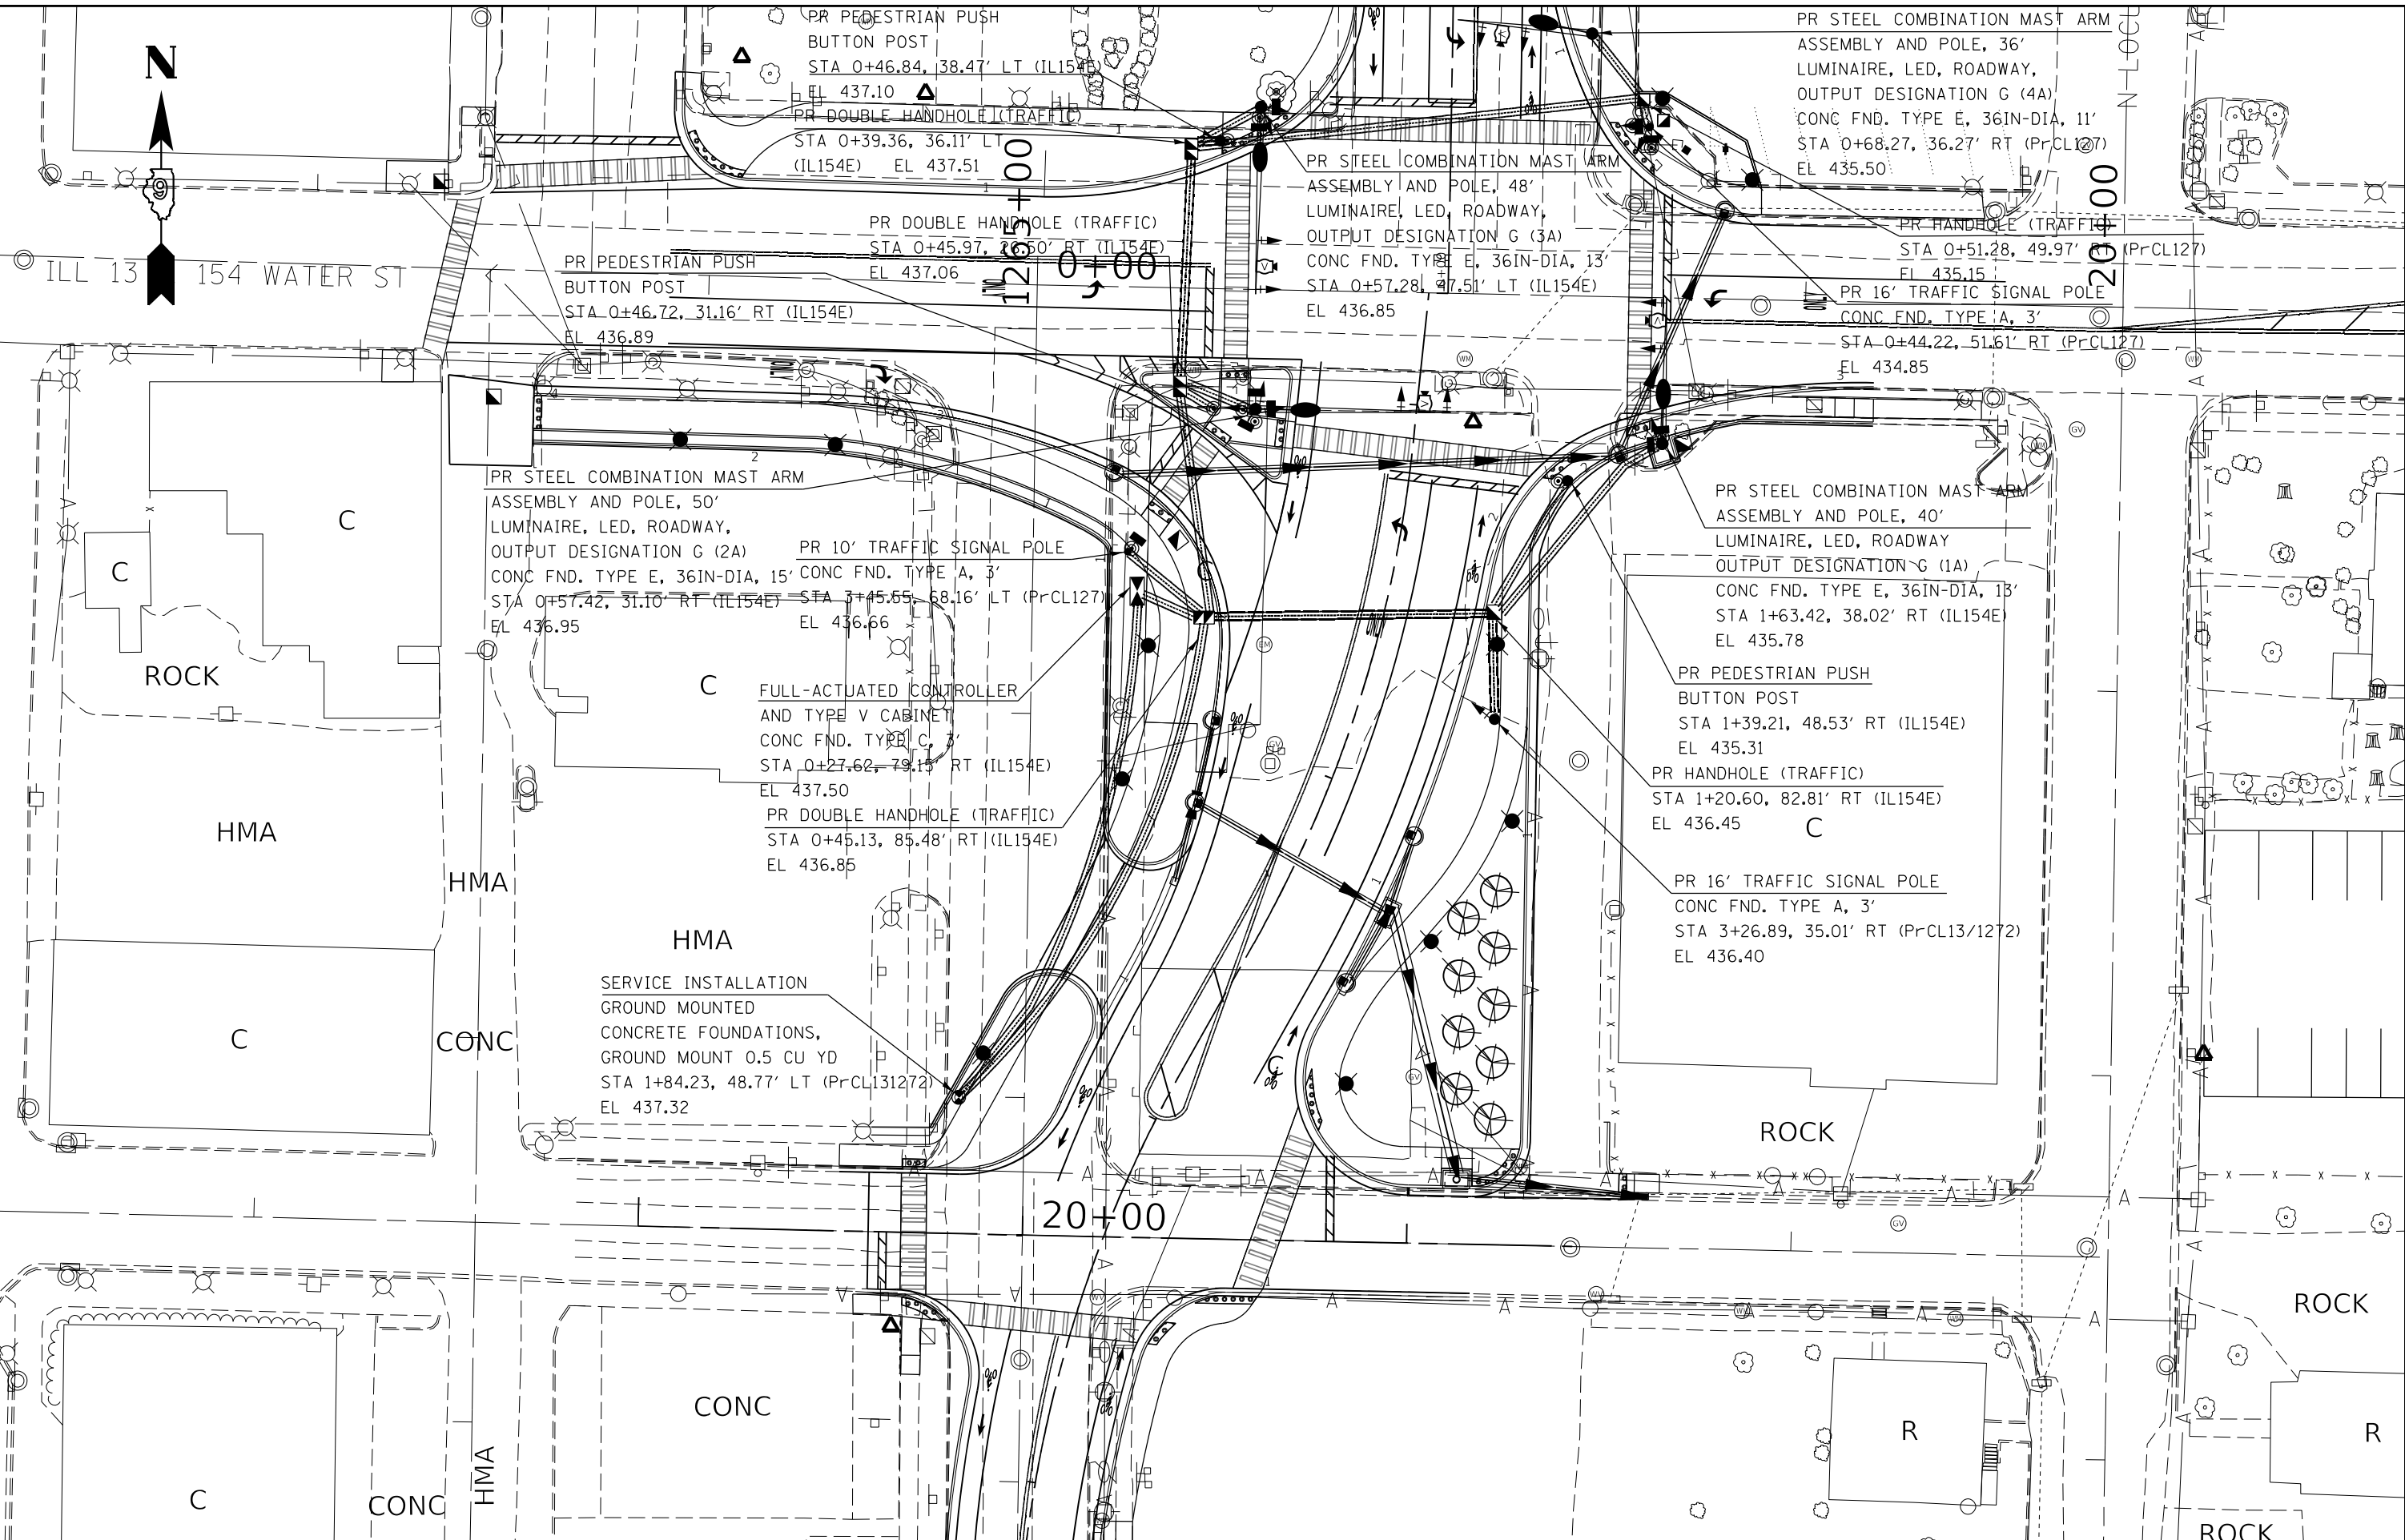 PR PEDESTRIAN PUSH
BUTTON POST
STA 0+46.84, 38.47' LT (IL154E)
EL 437.10
PR DOUBLE HANDHOLE (TRAFFIC)
STA 0+39.36, 36.11' LT
(IL154E) EL 437.51
PR STEEL COMBINATION MAST ARM
ASSEMBLY AND POLE, 36'
LUMINAIRE, LED, ROADWAY,
OUTPUT DESIGNATION G (4A)
CONC FND. TYPE E, 36IN-DIA, 11'
STA 0+68.27, 36.27' RT (PrCL127)
EL 435.50
N
PR STEEL COMBINATION MAST ARM
ASSEMBLY AND POLE, 48'
LUMINAIRE, LED, ROADWAY,
OUTPUT DESIGNATION G (3A)
CONC FND. TYPE E, 36IN-DIA, 13'
STA 0+57.28, 47.51' LT (IL154E)
EL 436.85
PR DOUBLE HANDHOLE (TRAFFIC)
STA 0+45.97, 26.50' RT (IL154E)
EL 437.06
1265+00
0+00
20+00
PR HANDHOLE (TRAFFIC)
STA 0+51.28, 49.97' RT (PrCL127)
EL 435.15
PR 16' TRAFFIC SIGNAL POLE
CONC FND. TYPE A, 3'
STA 0+44.22, 51.61' RT (PrCL127)
EL 434.85
ILL 13
154 WATER ST
PR PEDESTRIAN PUSH
BUTTON POST
STA 0+46.72, 31.16' RT (IL154E)
EL 436.89
PR STEEL COMBINATION MAST ARM
ASSEMBLY AND POLE, 50'
LUMINAIRE, LED, ROADWAY,
OUTPUT DESIGNATION G (2A)
CONC FND. TYPE E, 36IN-DIA, 15'
STA 0+57.42, 31.10' RT (IL154E)
EL 436.95
PR 10' TRAFFIC SIGNAL POLE
CONC FND. TYPE A, 3'
STA 3+45.65, 68.16' LT (PrCL127)
EL 436.66
PR STEEL COMBINATION MAST ARM
ASSEMBLY AND POLE, 40'
LUMINAIRE, LED, ROADWAY
OUTPUT DESIGNATION G (1A)
CONC FND. TYPE E, 36IN-DIA, 13'
STA 1+63.42, 38.02' RT (IL154E)
EL 435.78
C
C
ROCK
C
FULL-ACTUATED CONTROLLER
AND TYPE V CABINET
CONC FND. TYPE C, 3'
STA 0+27.62, 79.15' RT (IL154E)
EL 437.50
PR DOUBLE HANDHOLE (TRAFFIC)
STA 0+45.13, 85.48' RT (IL154E)
EL 436.85
PR PEDESTRIAN PUSH
BUTTON POST
STA 1+39.21, 48.53' RT (IL154E)
EL 435.31
PR HANDHOLE (TRAFFIC)
STA 1+20.60, 82.81' RT (IL154E)
EL 436.45
C
PR 16' TRAFFIC SIGNAL POLE
CONC FND. TYPE A, 3'
STA 3+26.89, 35.01' RT (PrCL13/1272)
EL 436.40
HMA
HMA
HMA
SERVICE INSTALLATION
GROUND MOUNTED
CONCRETE FOUNDATIONS,
GROUND MOUNT 0.5 CU YD
STA 1+84.23, 48.77' LT (PrCL131272)
EL 437.32
C
CONC
ROCK
20+00
ROCK
CONC
R
R
C
CONC
HMA
ROCK